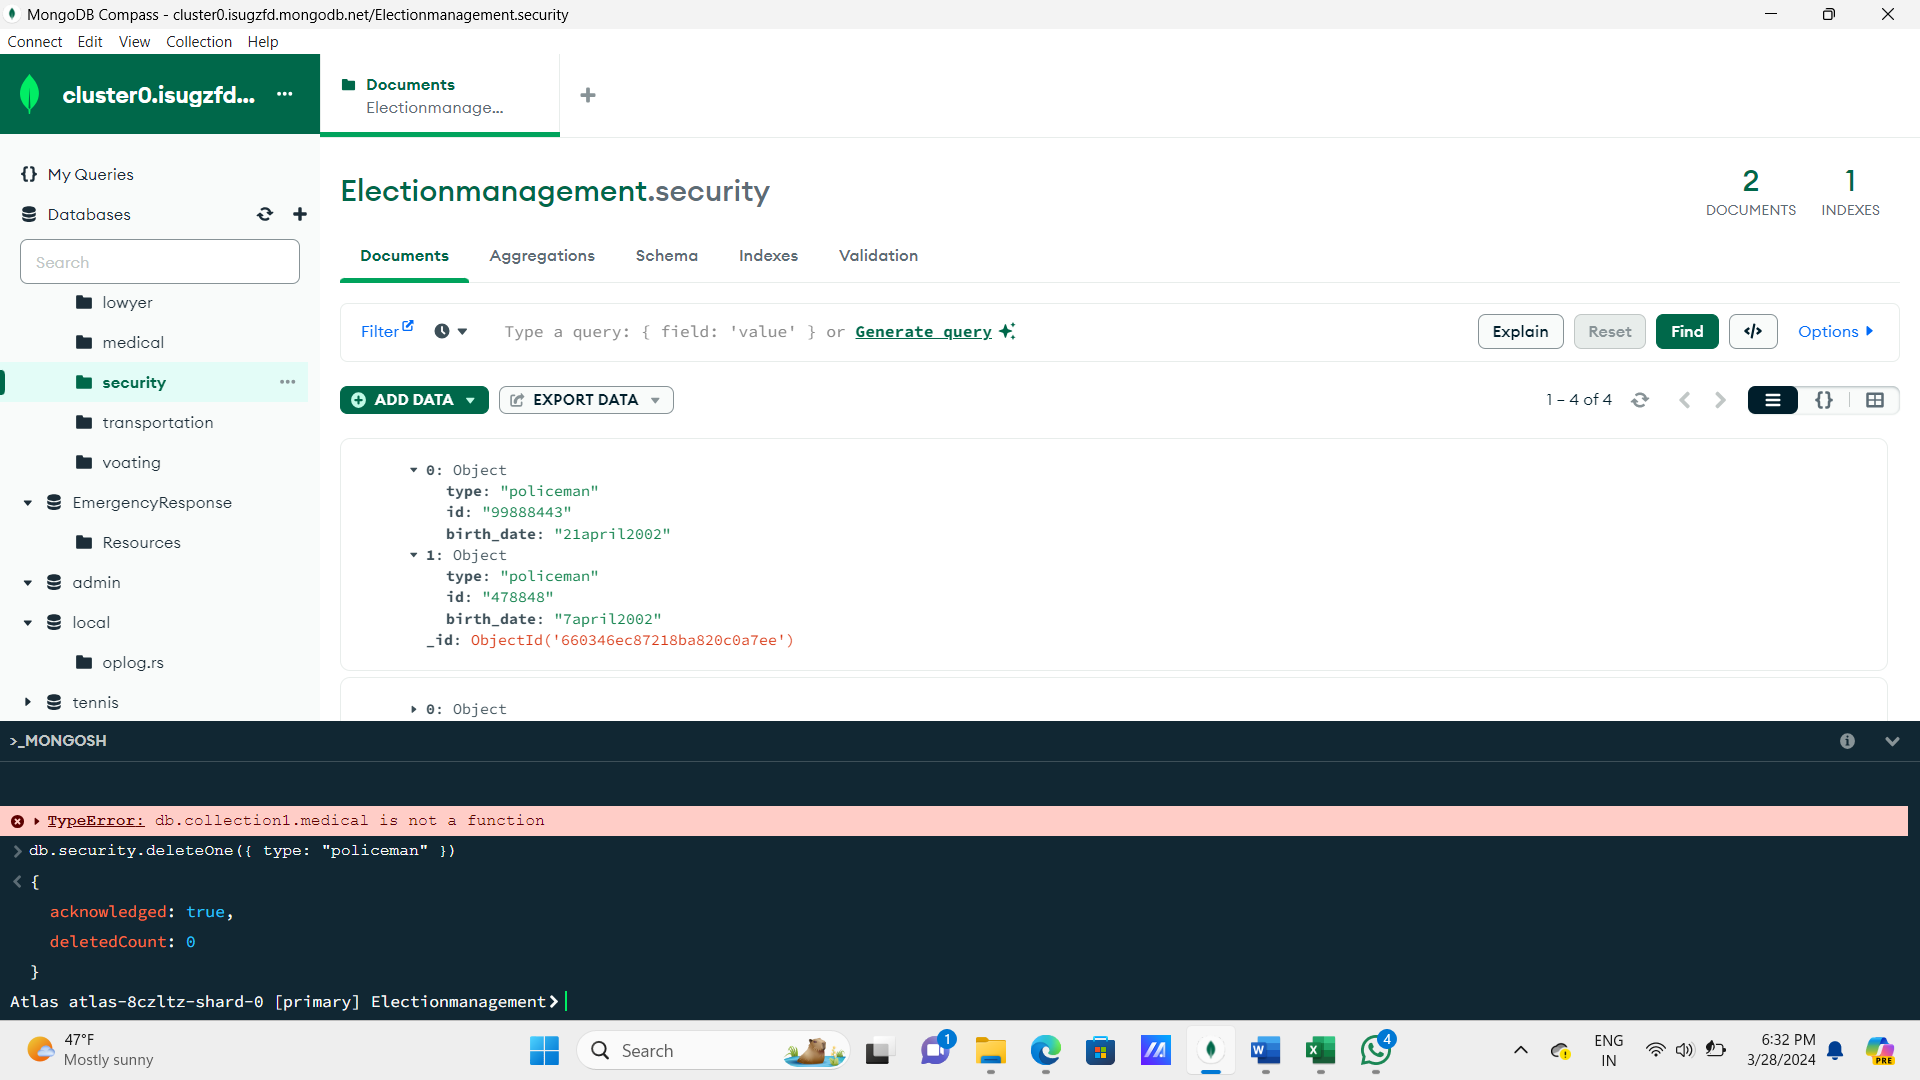 MongoDB Compass - cluster0.isugzfd.mongodb.net/Electionmanagement.security
Connect Edit View Collection Help
cluster0.isugzfd... ...
Documents
Electionmanage...
{} My Queries
Databases
Search
lowyer
medical
security
transportation
voating
EmergencyResponse
Resources
admin
local
oplog.rs
tennis
Electionmanagement.security
2
DOCUMENTS
1
INDEXES
Documents Aggregations Schema Indexes Validation
Filter Type a query: { field: 'value' } or Generate query Explain Reset Find </> Options
ADD DATA EXPORT DATA 1 – 4 of 4 {}
0: Object
type: "policeman"
id: "99888443"
birth_date: "21april2002"
1: Object
type: "policeman"
id: "478848"
birth_date: "7april2002"
_id: ObjectId('660346ec87218ba820c0a7ee')
0: Object
>_MONGOSH
TypeError: db.collection1.medical is not a function
> db.security.deleteOne({ type: "policeman" })
< {
acknowledged: true,
deletedCount: 0
}
Atlas atlas-8czltz-shard-0 [primary] Electionmanagement>
47°F
Mostly sunny
Search
1
4
ENG
IN
6:32 PM
3/28/2024
PRE